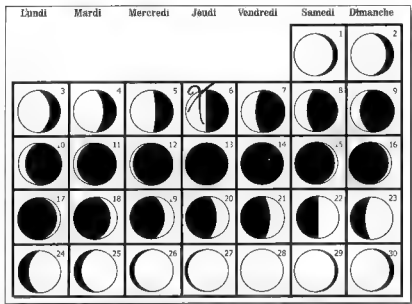 Lundi Mardi Mercredi Jeudi Vendredi Samedi Dimanche
1 2
3 4 5 6 7 8 9
10 11 12 13 14 15 16
17 18 19 20 21 22 23
24 25 26 27 28 29 30